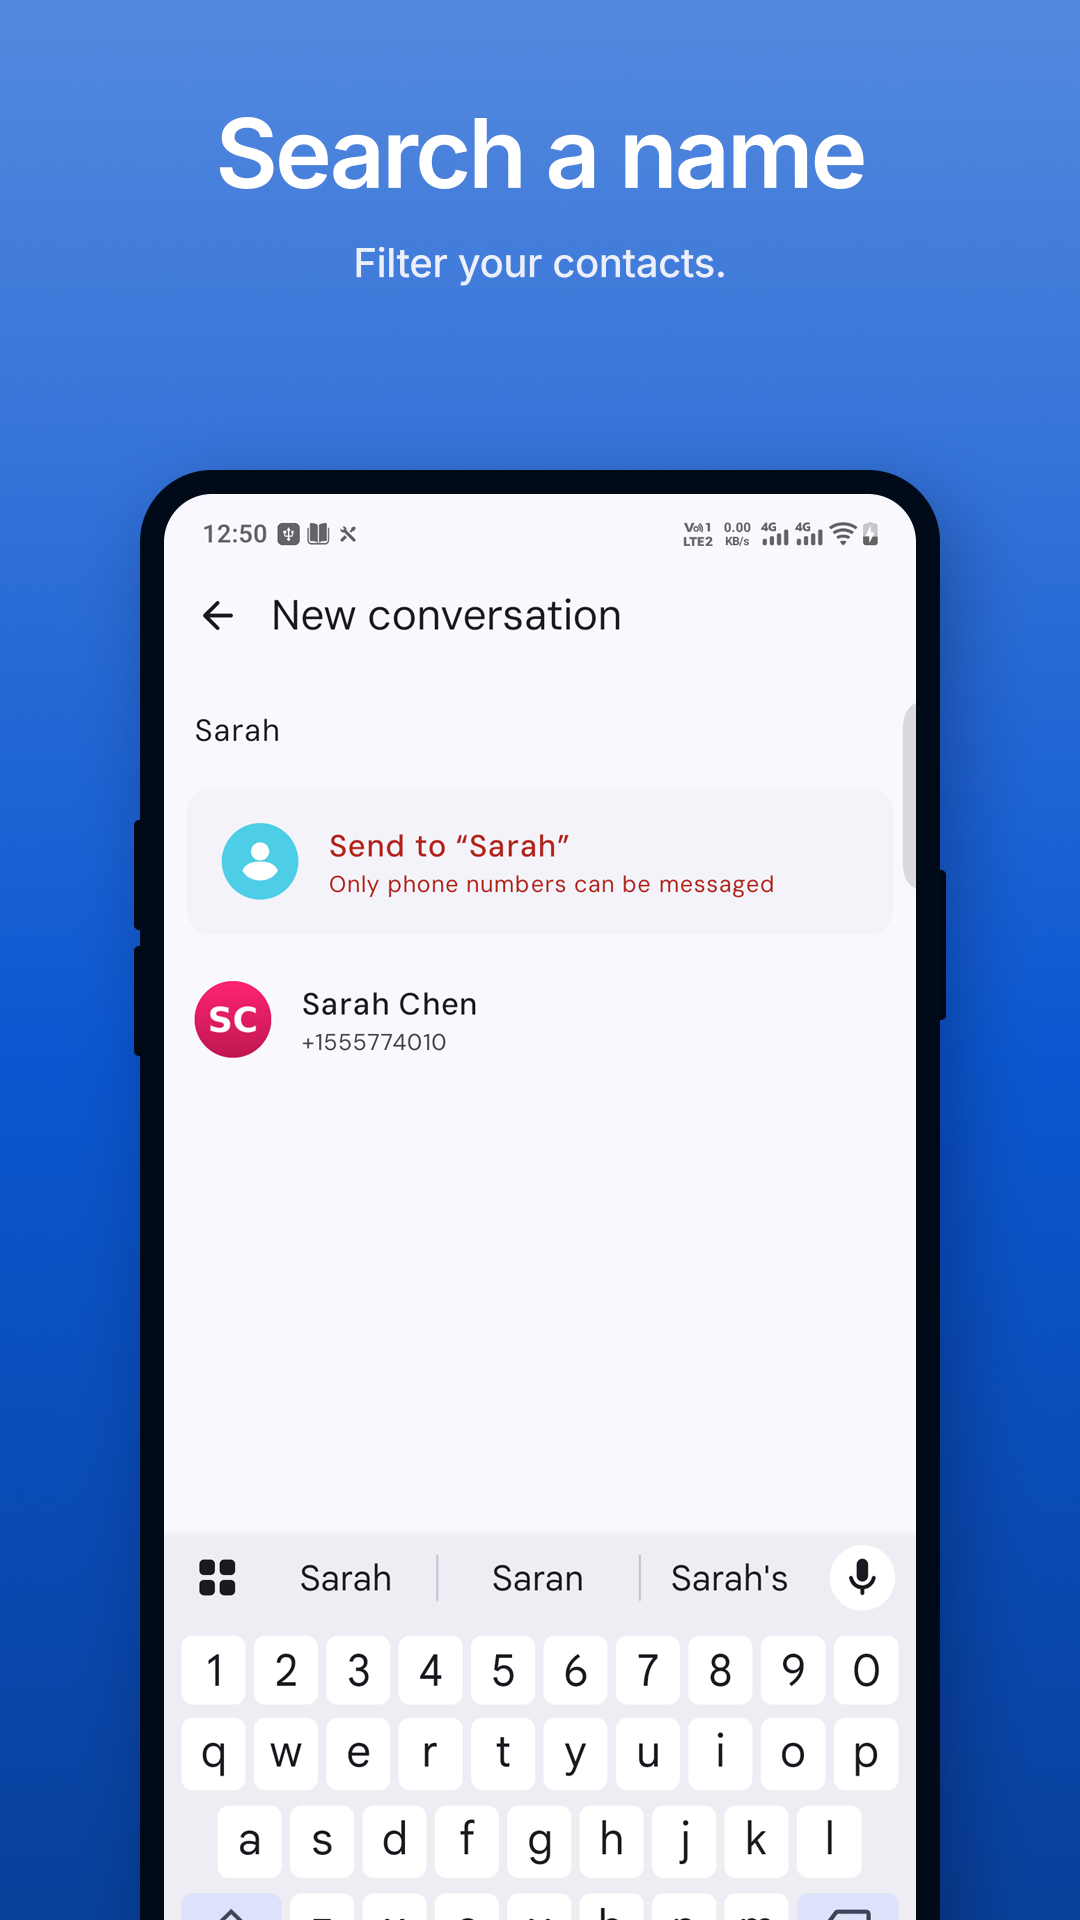 Search a name
Filter your contacts.
12:50
Vo)) 1 LTE2 0.00 KB/s 4G 4G
New conversation
Sarah
Send to “Sarah”
Only phone numbers can be messaged
SC
Sarah Chen
+1555774010
Sarah Saran Sarah's
1 2 3 4 5 6 7 8 9 0
q w e r t y u i o p
a s d f g h j k l